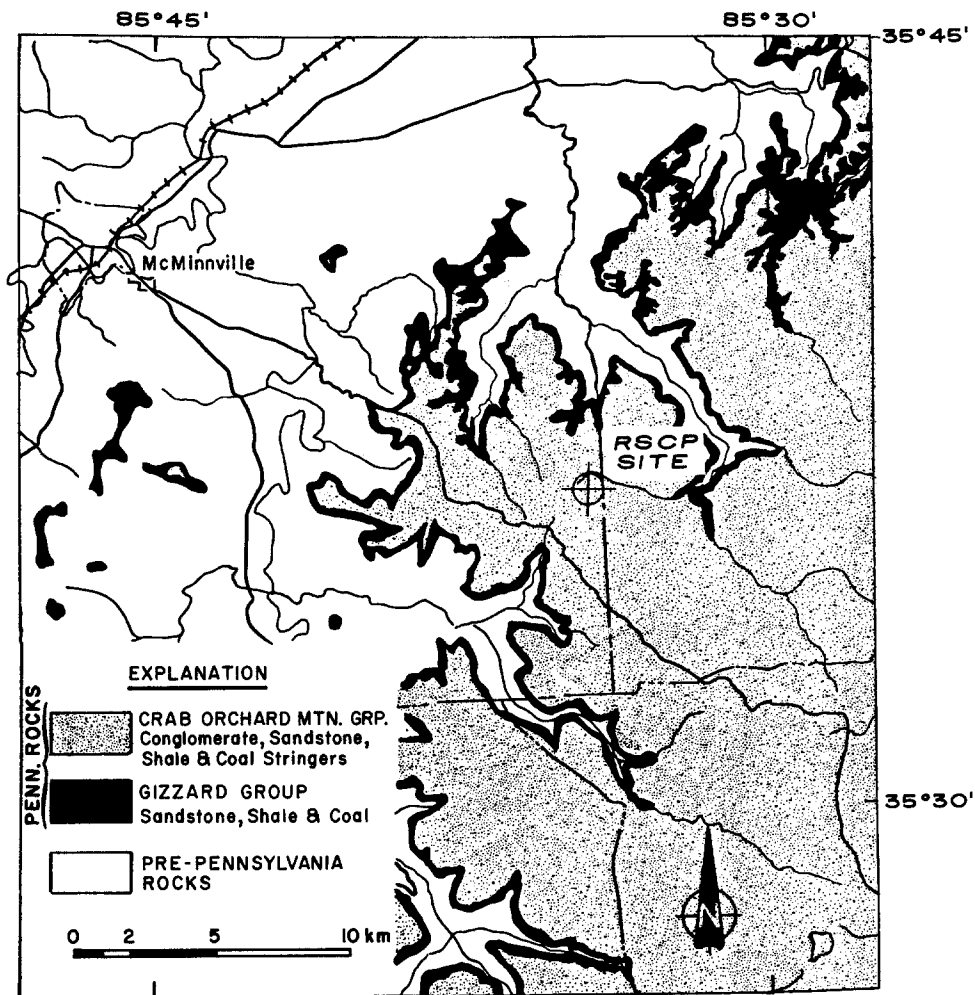 85°45'
85°30'
35°45'
McMinnville
RSCP
SITE
EXPLANATION
PENN. ROCKS
CRAB ORCHARD MTN. GRP.
Conglomerate, Sandstone,
Shale & Coal Stringers
GIZZARD GROUP
Sandstone, Shale & Coal
PRE-PENNSYLVANIA
ROCKS
35°30'
N
0 2 5 10 km